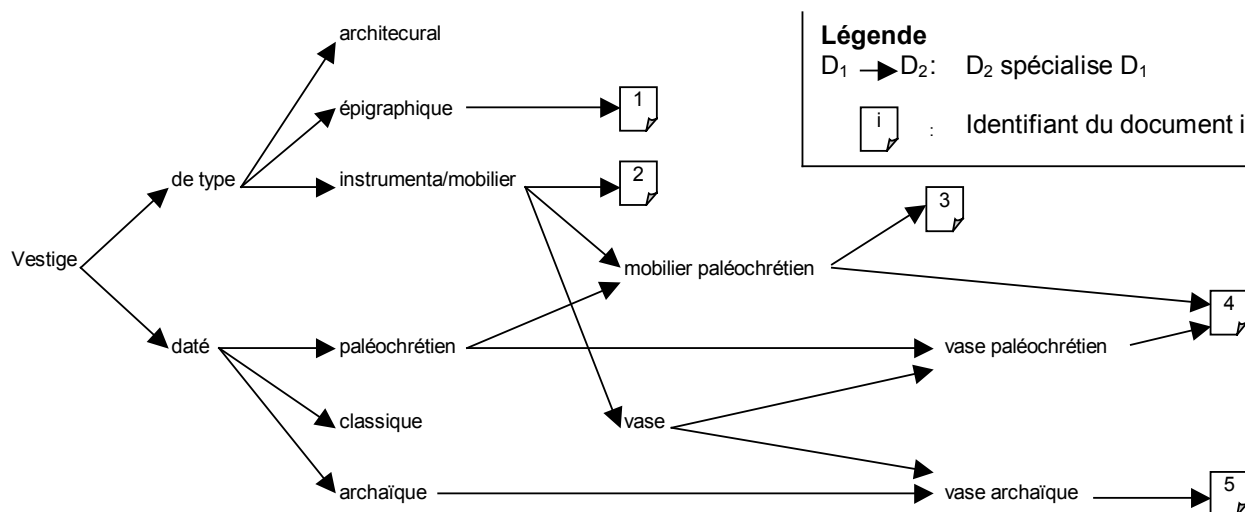 architecural
Légende
D1 D2: D2 spécialise D1
i : Identifiant du document i
épigraphique
1
de type
instrumenta/mobilier
2
3
Vestige
mobilier paléochrétien
4
daté
paléochrétien
vase paléochrétien
classique
vase
archaïque
vase archaïque
5